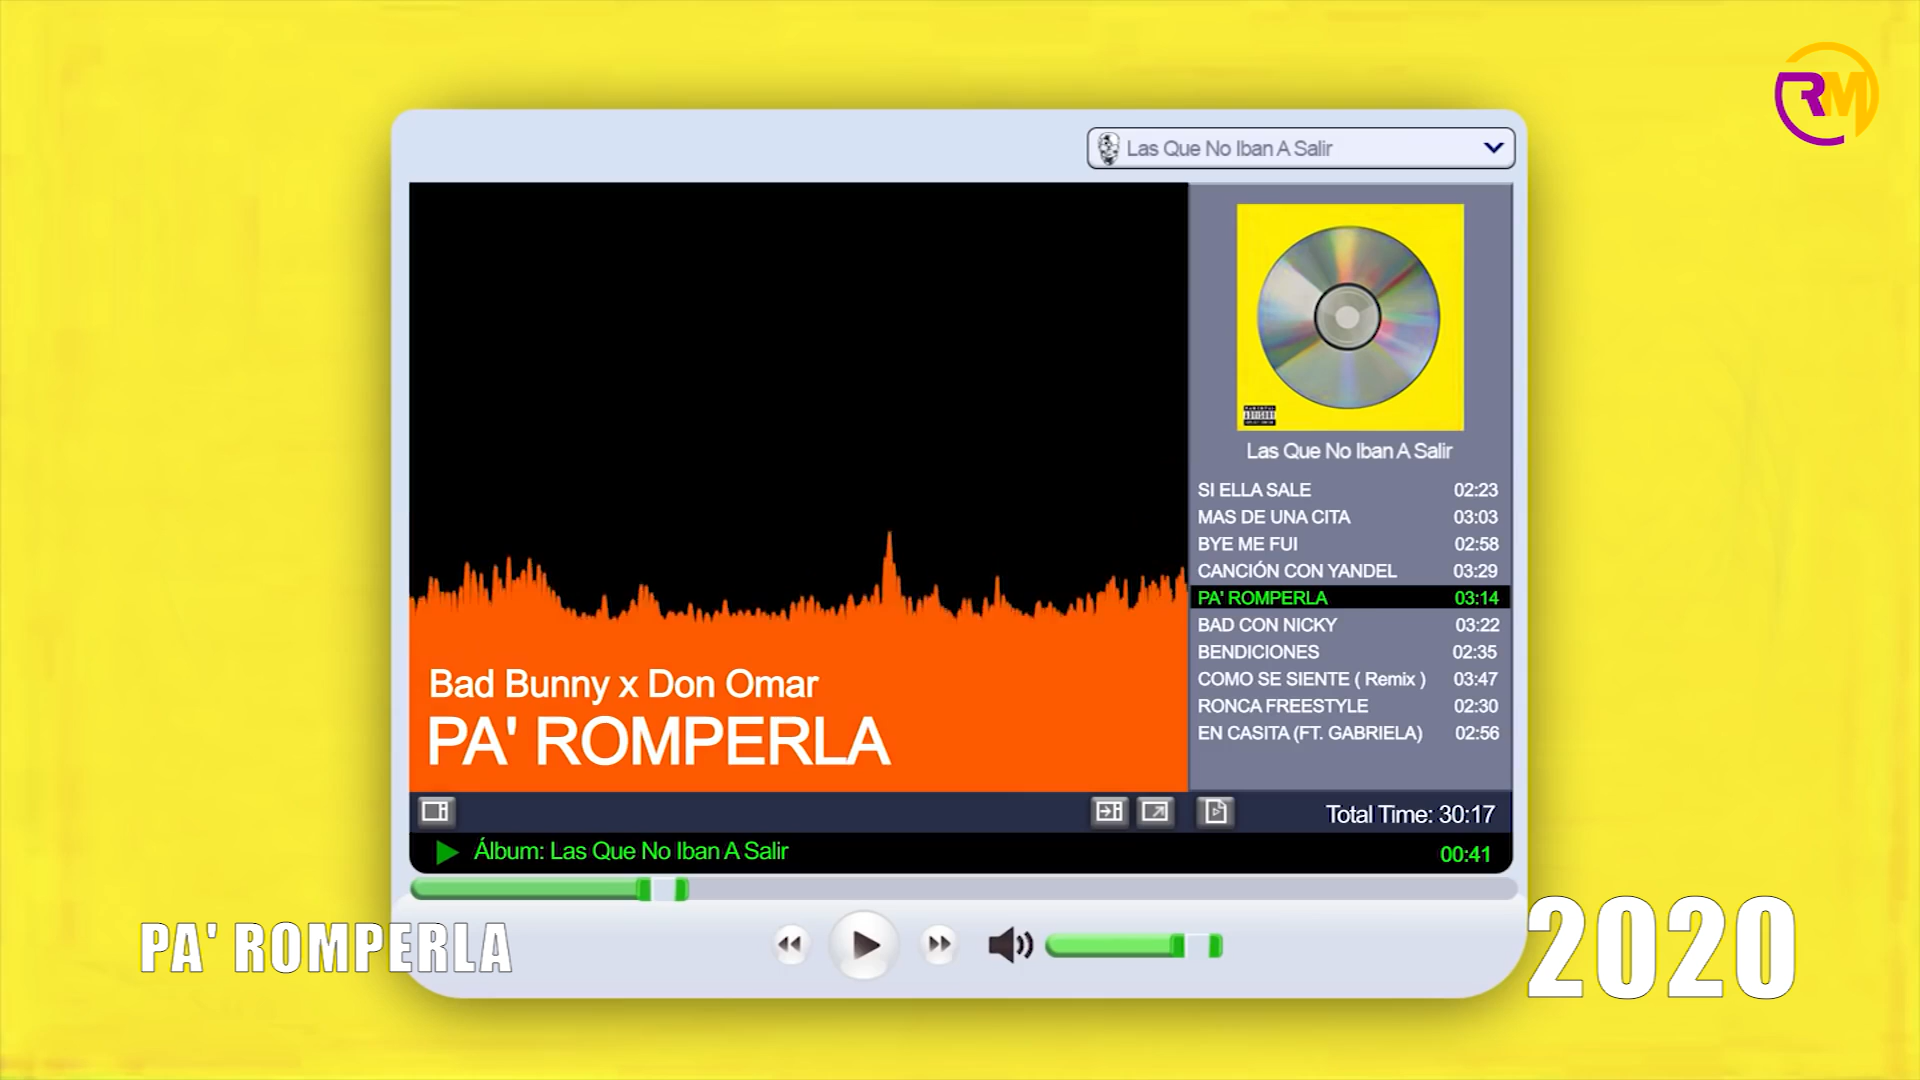 RM
Las Que No Iban A Salir
Las Que No Iban A Salir
SI ELLA SALE 02:23
MAS DE UNA CITA 03:03
BYE ME FUI 02:58
CANCIÓN CON YANDEL 03:29
PA' ROMPERLA 03:14
BAD CON NICKY 03:22
BENDICIONES 02:35
COMO SE SIENTE ( Remix ) 03:47
RONCA FREESTYLE 02:30
EN CASITA (FT. GABRIELA) 02:56
Bad Bunny x Don Omar
PA' ROMPERLA
Total Time: 30:17
Álbum: Las Que No Iban A Salir 00:41
PA' ROMPERLA
2020